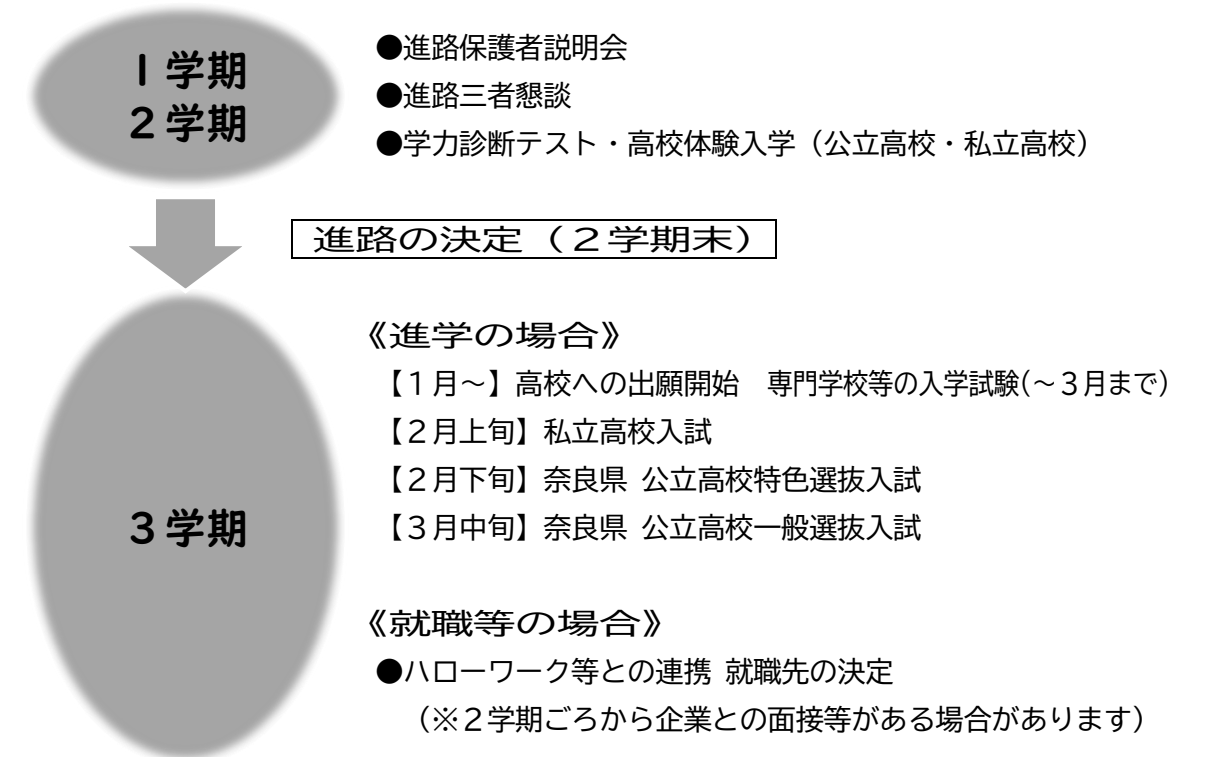 1学期
2学期
●進路保護者説明会
●進路三者懇談
●学力診断テスト・高校体験入学（公立高校・私立高校）
進路の決定（２学期末）
《進学の場合》
【１月～】高校への出願開始　専門学校等の入学試験(～３月まで)
【２月上旬】私立高校入試
【２月下旬】奈良県 公立高校特色選抜入試
【３月中旬】奈良県 公立高校一般選抜入試
3学期
《就職等の場合》
●ハローワーク等との連携 就職先の決定
（※２学期ごろから企業との面接等がある場合があります）